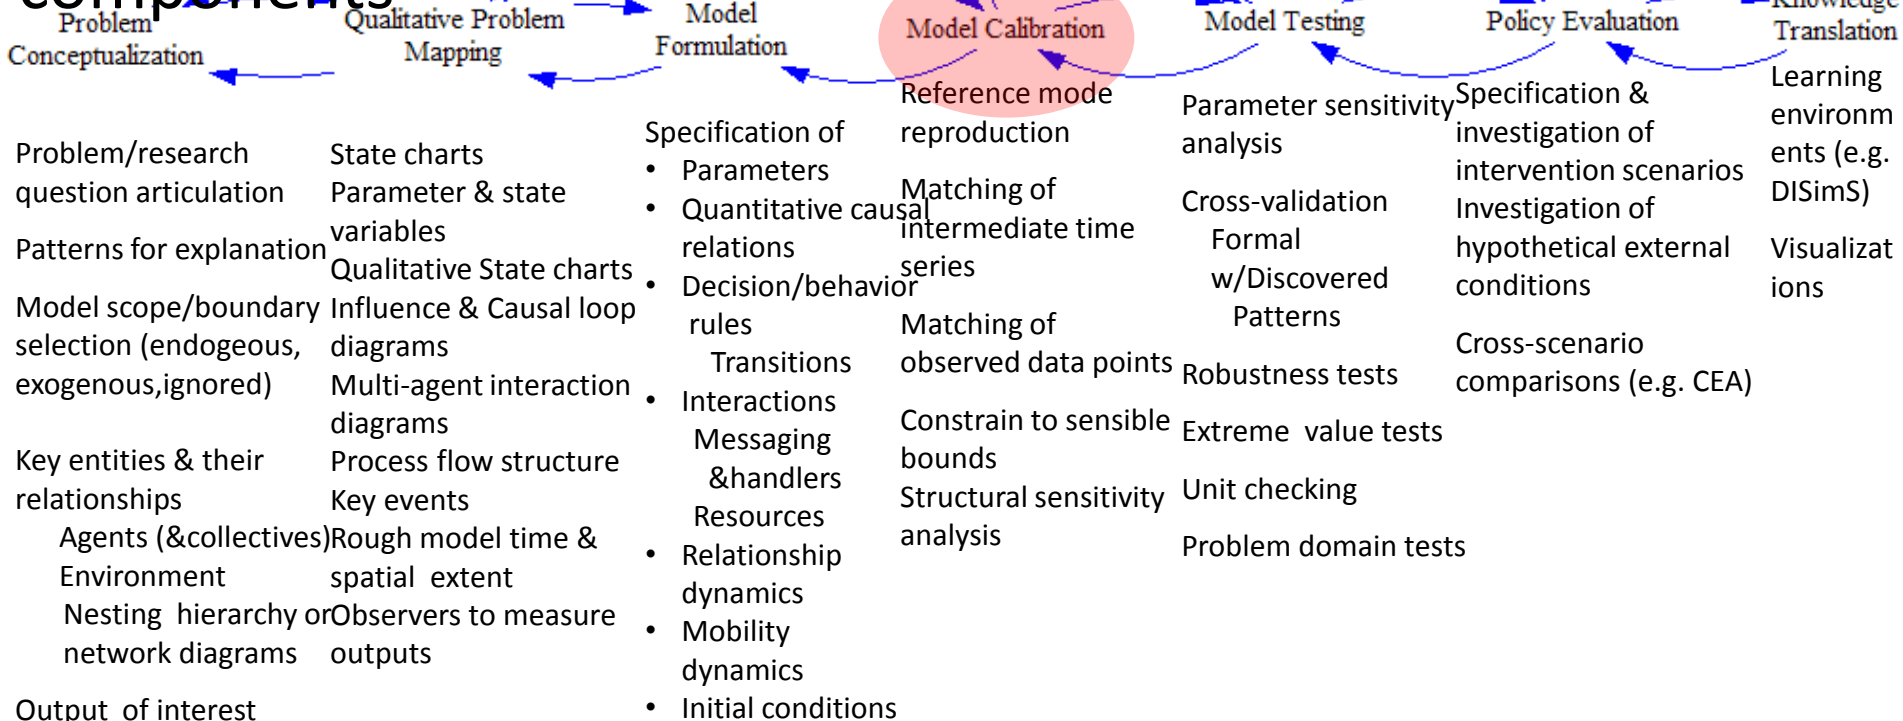 components
Problem
Conceptualization
Qualitative Problem
Mapping
Model
Formulation
Model Calibration
Model Testing
Policy Evaluation
Knowledge
Translation
Problem/research
question articulation
Patterns for explanation
Model scope/boundary
selection (endogeous,
exogenous,ignored)
Key entities & their
relationships
Agents (&collectives)
Environment
Nesting hierarchy or
network diagrams
Output of interest
State charts
Parameter & state
variables
Qualitative State charts
Influence & Causal loop
diagrams
Multi-agent interaction
diagrams
Process flow structure
Key events
Rough model time &
spatial extent
Observers to measure
outputs
Specification of
• Parameters
• Quantitative causal
relations
• Decision/behavior
rules
Transitions
• Interactions
Messaging
&handlers
Resources
• Relationship
dynamics
• Mobility
dynamics
• Initial conditions
Reference mode
reproduction
Matching of
intermediate time
series
Matching of
observed data points
Constrain to sensible
bounds
Structural sensitivity
analysis
Parameter sensitivity
analysis
Cross-validation
Formal
w/Discovered
Patterns
Robustness tests
Extreme value tests
Unit checking
Problem domain tests
Specification &
investigation of
intervention scenarios
Investigation of
hypothetical external
conditions
Cross-scenario
comparisons (e.g. CEA)
Learning
environm
ents (e.g.
DISimS)
Visualizat
ions